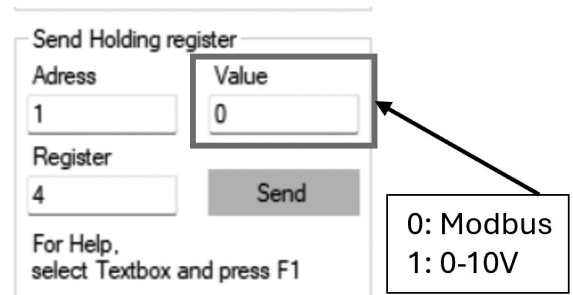 Send Holding register
Adress
Value
1
0
Register
4
Send
For Help,
select Textbox and press F1
0: Modbus
1: 0-10V